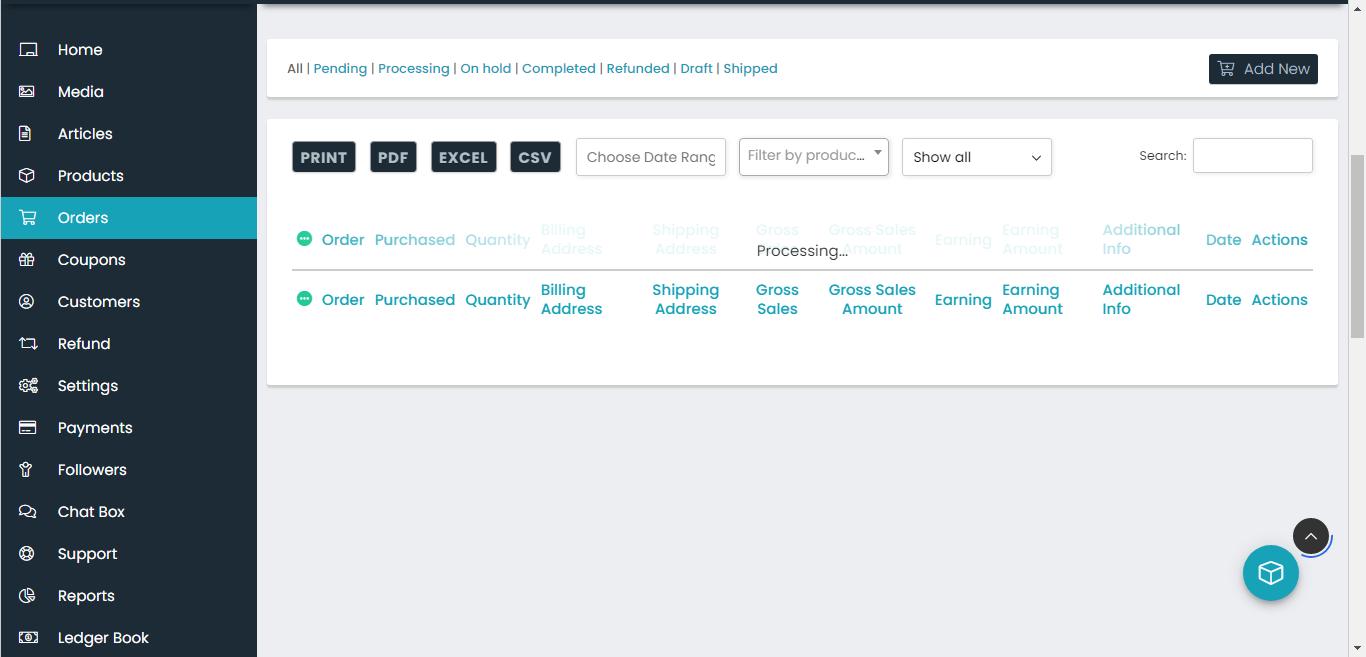 Home
Media
Articles
Products
Orders
Coupons
Customers
Refund
Settings
Payments
Followers
Chat Box
Support
Reports
Ledger Book
All | Pending | Processing | On hold | Completed | Refunded | Draft | Shipped
Add New
PRINT PDF EXCEL CSV Choose Date Rang Filter by produc... Show all Search:
Order Purchased Quantity Billing Address Shipping Address Gross Sales Gross Sales Amount Earning Earning Amount Additional Info Date Actions
Processing...
Order Purchased Quantity Billing Address Shipping Address Gross Sales Gross Sales Amount Earning Earning Amount Additional Info Date Actions